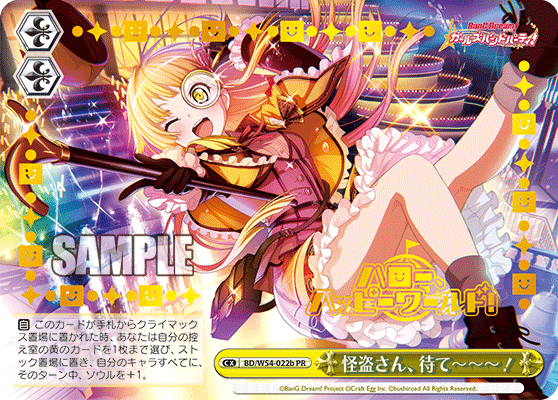 BanG Dream!
ガールズバンドパーティ!
SAMPLE
ハロー、
ハッピーワールド!
このカードが手札からクライマック
ス置場に置かれた時、あなたは自分の控
え室の黄のカードを1枚まで選び、ストッ
ク置場に置き、自分のキャラすべてに、
そのターン中、ソウルを+1。
CX BD/W54-022b PR 怪盗さん、待て~~~!
©BanG Dream! Project ©Craft Egg Inc. ©bushiroad All Rights Reserved.